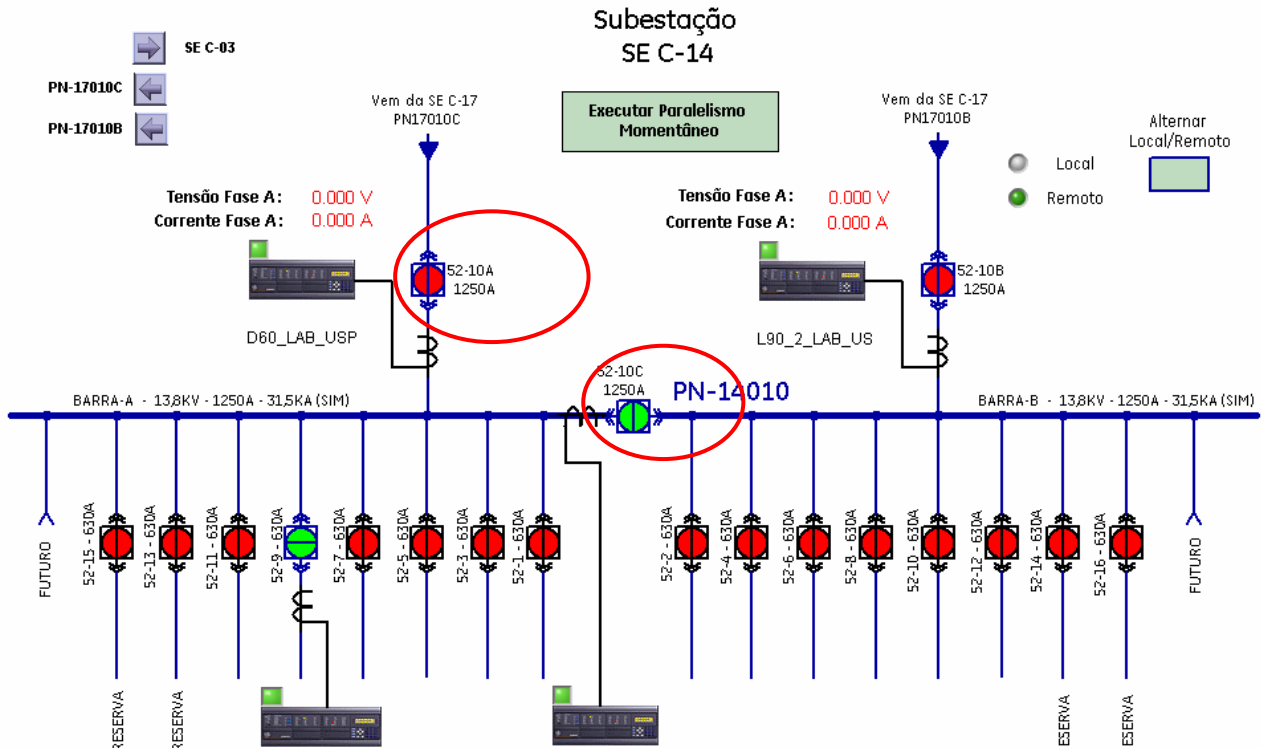 Subestação
SE C-14
SE C-03
PN-17010C
PN-17010B
Vem da SE C-17
PN17010C
Executar Paralelismo
Momentâneo
Vem da SE C-17
PN17010B
Alternar
Local/Remoto
Local
Remoto
Tensão Fase A: 0.000 V
Corrente Fase A: 0.000 A
Tensão Fase A: 0.000 V
Corrente Fase A: 0.000 A
52-10A
1250A
52-10B
1250A
D60_LAB_USP
L90_2_LAB_US
52-10C
1250A
PN-14010
BARRA-A - 13,8KV - 1250A - 31,5KA (SIM)
BARRA-B - 13,8KV - 1250A - 31,5KA (SIM)
FUTURO
52-15 - 630A
52-13 - 630A
52-11 - 630A
52-9 - 630A
52-7 - 630A
52-5 - 630A
52-3 - 630A
52-1 - 630A
52-2 - 630A
52-4 - 630A
52-6 - 630A
52-8 - 630A
52-10 - 630A
52-12 - 630A
52-14 - 630A
52-16 - 630A
FUTURO
RESERVA
RESERVA
ESERVA
ESERVA